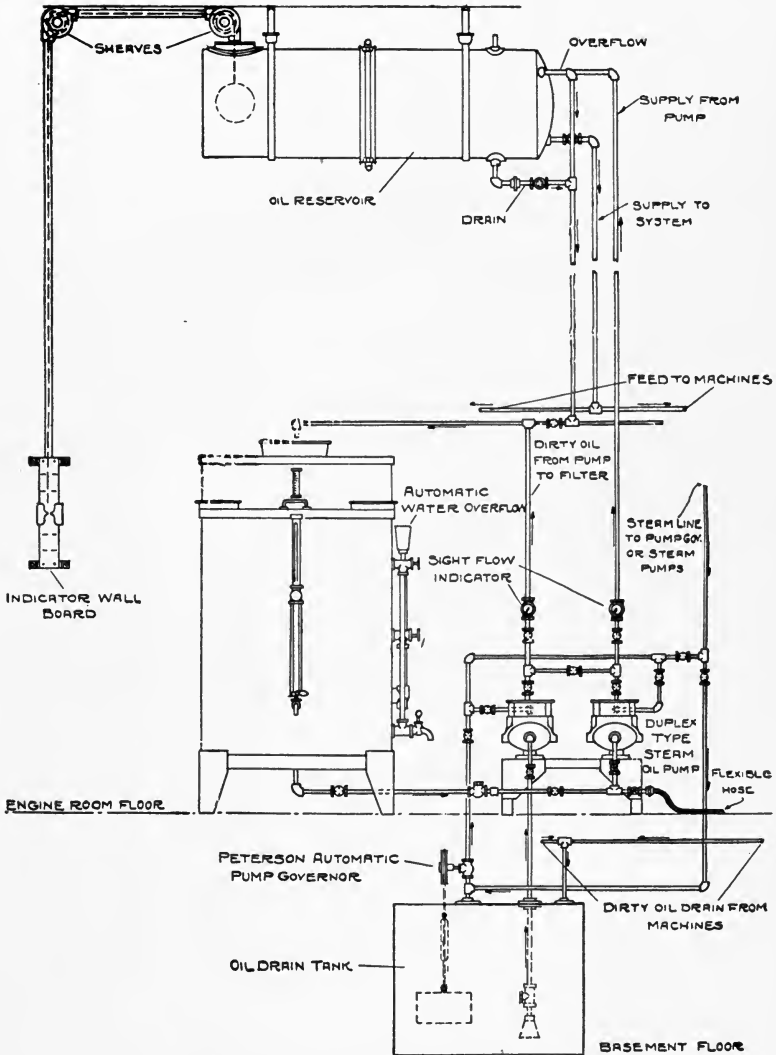 SHERVES
OVERFLOW
SUPPLY FROM
PUMP
OIL RESERVOIR
DRAIN
SUPPLY TO
SYSTEM
FEED TO MACHINES
DIRTY OIL
FROM PUMP
TO FILTER
AUTOMATIC
WATER OVERFLOW
STEAM LINE
TO PUMP GOV.
OR STEAM
PUMPS
SIGHT FLOW
INDICATOR
INDICATOR WALL
BOARD
DUPLEX
TYPE
STEAM
OIL PUMP
FLEXIBLE
HOSE
ENGINE ROOM FLOOR
PETERSON AUTOMATIC
PUMP GOVERNOR
DIRTY OIL DRAIN FROM
MACHINES
OIL DRAIN TANK
BASEMENT FLOOR